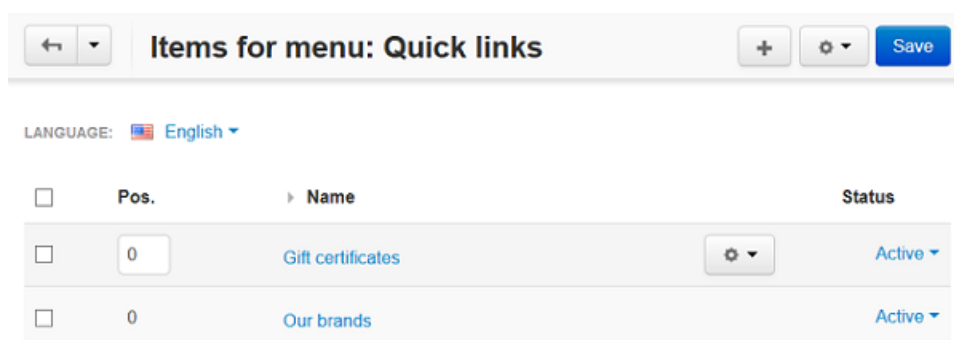 Items for menu: Quick links
+
Save
LANGUAGE: English
Pos. Name Status
0 Gift certificates Active
0 Our brands Active